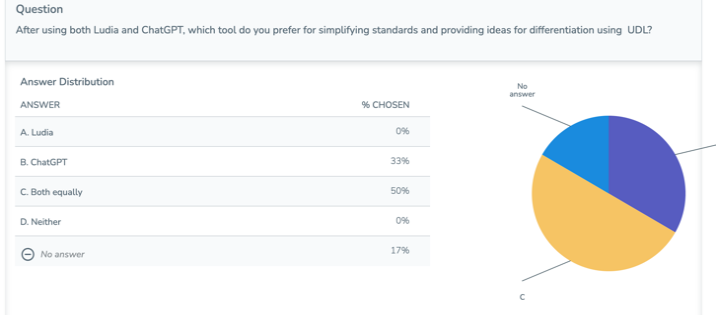 Question
After using both Ludia and ChatGPT, which tool do you prefer for simplifying standards and providing ideas for differentiation using UDL?
Answer Distribution
ANSWER % CHOSEN
A. Ludia 0%
B. ChatGPT 33%
C. Both equally 50%
D. Neither 0%
No answer 17%
No
answer
C